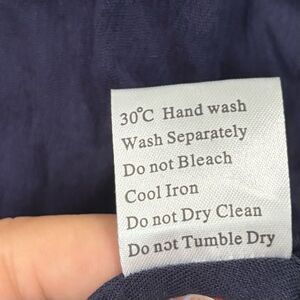 30°C Hand wash
Wash Separately
Do not Bleach
Cool Iron
Do not Dry Clean
Do not Tumble Dry